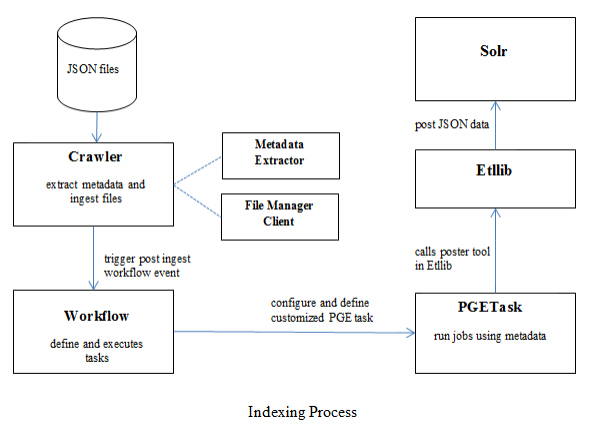 JSON files
Crawler
extract metadata and
ingest files
Metadata
Extractor
File Manager
Client
trigger post ingest
workflow event
Workflow
define and executes
tasks
configure and define
customized PGE task
PGETask
run jobs using metadata
calls poster tool
in Etllib
Etllib
post JSON data
Solr
Indexing Process